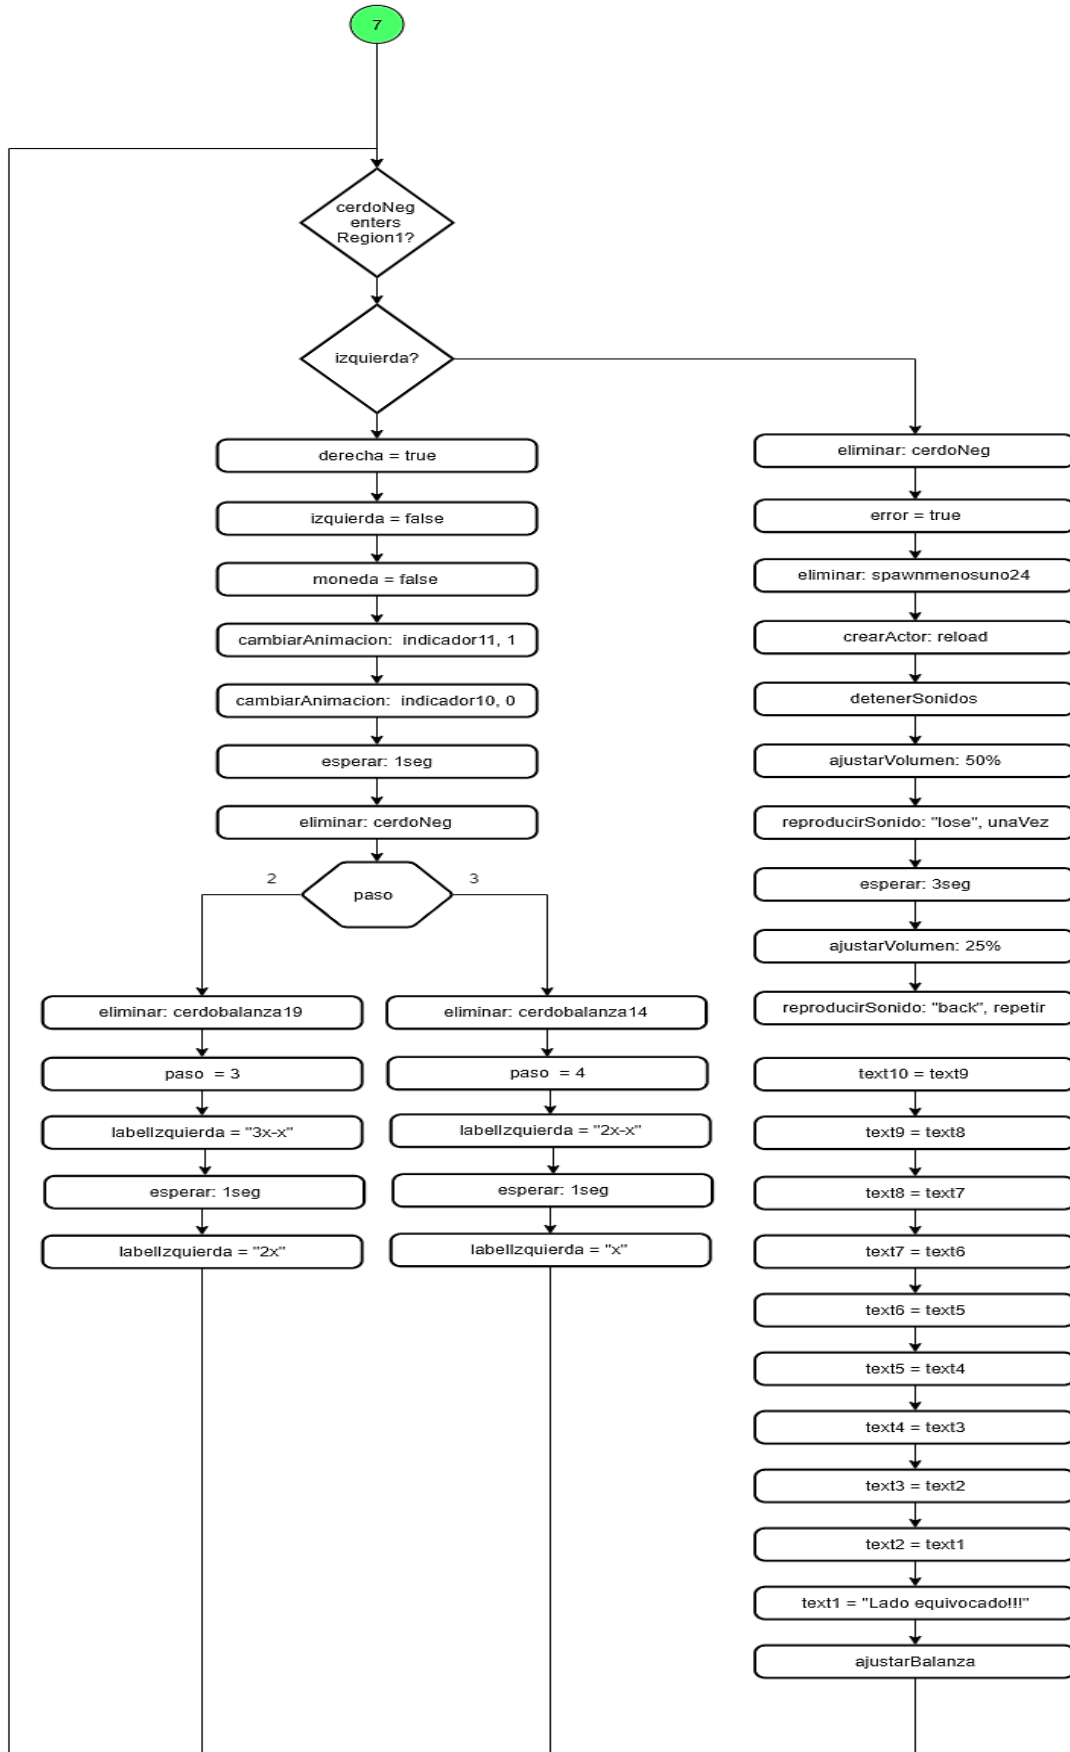 7
cerdoNeg
enters
Region1?
izquierda?
derecha = true
izquierda = false
moneda = false
cambiarAnimacion:  indicador11, 1
cambiarAnimacion:  indicador10, 0
esperar: 1seg
eliminar: cerdoNeg
2
paso
3
eliminar: cerdobalanza19
paso  = 3
labelIzquierda = "3x-x"
esperar: 1seg
labelIzquierda = "2x"
eliminar: cerdobalanza14
paso  = 4
labelIzquierda = "2x-x"
esperar: 1seg
labelIzquierda = "x"
eliminar: cerdoNeg
error = true
eliminar: spawnmenosuno24
crearActor: reload
detenerSonidos
ajustarVolumen: 50%
reproducirSonido: "lose", unaVez
esperar: 3seg
ajustarVolumen: 25%
reproducirSonido: "back", repetir
text10 = text9
text9 = text8
text8 = text7
text7 = text6
text6 = text5
text5 = text4
text4 = text3
text3 = text2
text2 = text1
text1 = "Lado equivocado!!!"
ajustarBalanza